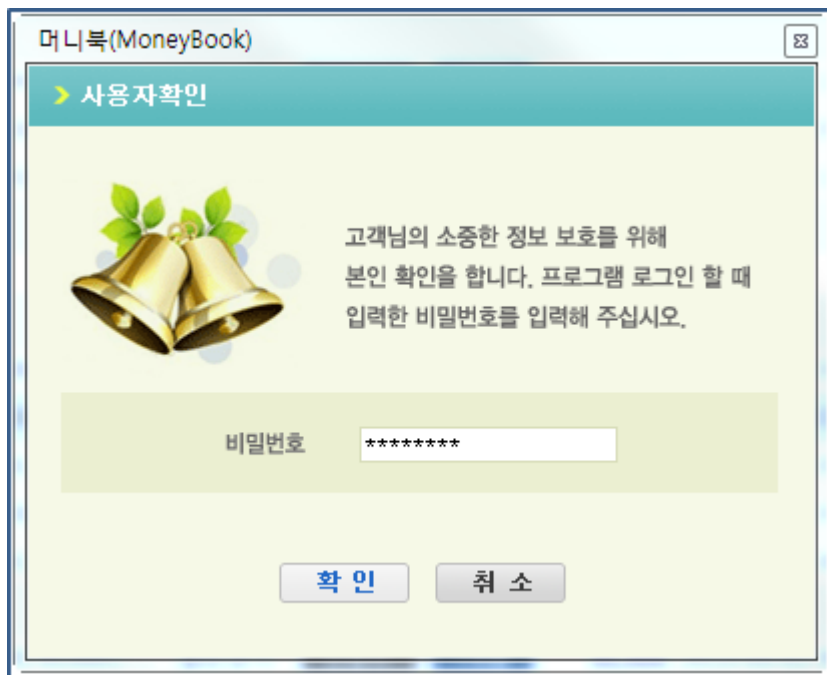 머니북(MoneyBook)
사용자확인
고객님의 소중한 정보 보호를 위해
본인 확인을 합니다. 프로그램 로그인 할 때
입력한 비밀번호를 입력해 주십시오.
비밀번호 ********
확 인 취 소